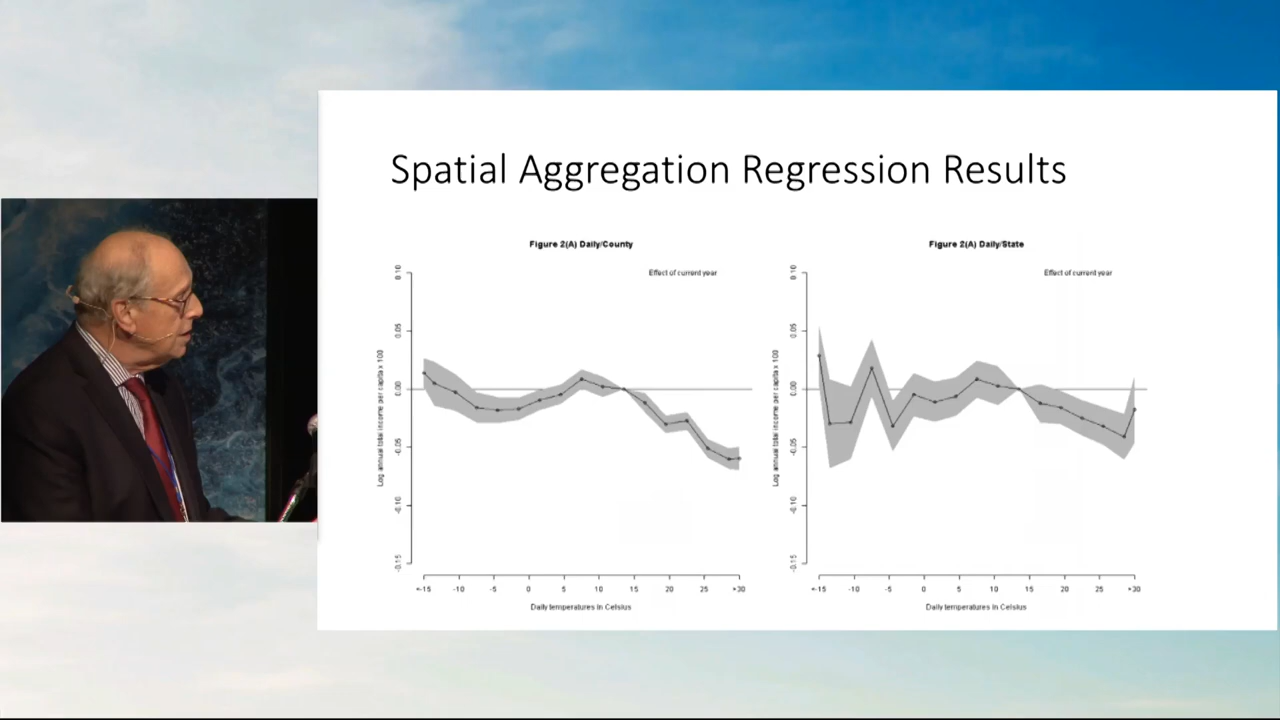 Spatial Aggregation Regression Results
Figure 2(A) Daily/County
Effect of current year
Log annual total income per capita x 100
0.10
0.05
0.00
-0.05
-0.10
-0.15
<-15 -10 -5 0 5 10 15 20 25 >30
Daily temperatures in Celsius
Figure 2(A) Daily/State
Effect of current year
Log annual total income per capita x 100
0.10
0.05
0.00
-0.05
-0.10
-0.15
<-15 -10 -5 0 5 10 15 20 25 >30
Daily temperatures in Celsius